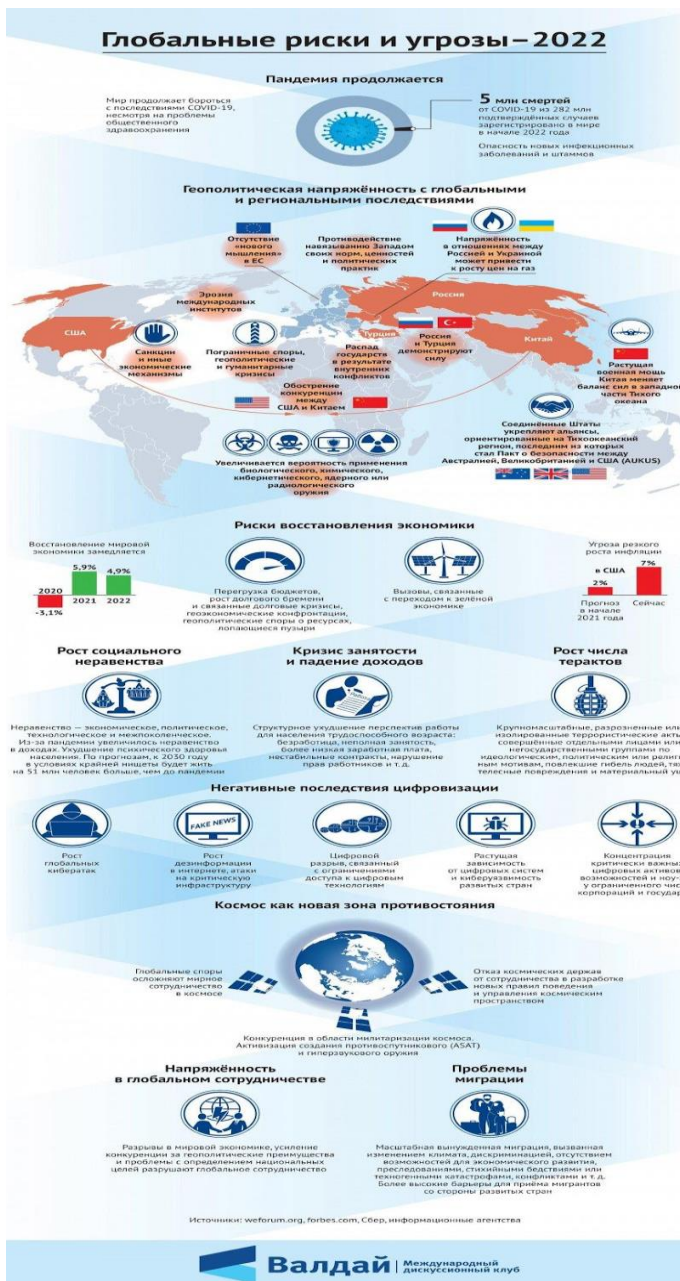 Глобальные риски и угрозы – 2022
Пандемия продолжается
Мир продолжает бороться
с последствиями COVID-19,
несмотря на проблемы
общественного
здравоохранения
5 млн смертей
от COVID-19 из 282 млн
подтверждённых случаев
зарегистрировано в мире
в начале 2022 года
Опасность новых инфекционных
заболеваний и штаммов
Геополитическая напряжённость с глобальными
и региональными последствиями
Отсутствие
«нового
мышления»
в ЕС
Противодействие
навязыванию Западом
своих норм, ценностей
и политических
практик
Напряжённость
в отношениях между
Россией и Украиной
может привести
к росту цен на газ
Эрозия
международных
институтов
Россия
США
Турция
Китай
Санкции
и иные
экономические
механизмы
Пограничные споры,
геополитические
и гуманитарные
кризисы
Распад
государств
в результате
внутренних
конфликтов
Россия
и Турция
демонстрируют
силу
Растущая
военная мощь
Китая меняет
баланс сил в западной
части Тихого
океана
Обострение
конкуренции
между
США и Китаем
Соединённые Штаты
укрепляют альянсы,
ориентированные на Тихоокеанский
регион, последним из которых
стал Пакт о безопасности между
Австралией, Великобританией и США (AUKUS)
Увеличивается вероятность применения
биологического, химического,
кибернетического, ядерного или
радиологического
оружия
Риски восстановления экономики
Восстановление мировой
экономики замедляется
5,9%
4,9%
2020
2021
2022
-3,1%
Перегрузка бюджетов,
рост долгового бремени
и связанные долговые кризисы,
геоэкономические конфронтации,
геополитические споры о ресурсах,
лопающиеся пузыри
Вызовы, связанные
с переходом к зелёной
экономике
Угроза резкого
роста инфляции
в США
7%
2%
Прогноз
в начале
2021 года
Сейчас
Рост социального
неравенства
Неравенство — экономическое, политическое,
технологическое и межпоколенческое.
Из-за пандемии увеличилось неравенство
в доходах. Ухудшение психического здоровья
населения. По прогнозам, к 2030 году
в условиях крайней нищеты будет жить
на 51 млн человек больше, чем до пандемии
Кризис занятости
и падение доходов
Структурное ухудшение перспектив работы
для населения трудоспособного возраста:
безработица, неполная занятость,
более низкая заработная плата,
нестабильные контракты, нарушение
прав работников и т.д.
Рост числа
терактов
Крупномасштабные, разрозненные или
изолированные террористические акты,
совершённые отдельными лицами или
негосударственными группами по
идеологическим, политическим или религи
ным мотивам, повлекшие гибель людей, тяж
телесные повреждения и материальный ущ
Негативные последствия цифровизации
FAKE NEWS
Рост
глобальных
кибератак
Рост
дезинформации
в интернете, атаки
на критическую
инфраструктуру
Цифровой
разрыв, связанный
с ограничениями
доступа к цифровым
технологиям
Растущая
зависимость
от цифровых систем
и киберуязвимость
развитых стран
Концентрация
критически важных
цифровых активов,
возможностей и ноу-х
у ограниченного числ
корпораций и государ
Космос как новая зона противостояния
Глобальные споры
осложняют мирное
сотрудничество
в космосе
Отказ космических держав
от сотрудничества в разработке
новых правил поведения
и управления космическим
пространством
Конкуренция в области милитаризации космоса.
Активизация создания противоспутникового (ASAT)
и гиперзвукового оружия
Напряжённость
в глобальном сотрудничестве
Разрывы в мировой экономике, усиление
конкуренции за геополитические преимущества
и проблемы с определением национальных
целей разрушают глобальное сотрудничество
Проблемы
миграции
Масштабная вынужденная миграция, вызванная
изменением климата, дискриминацией, отсутствием
возможностей для экономического развития,
преследованиями, стихийными бедствиями или
техногенными катастрофами, конфликтами и т.д.
Более высокие барьеры для приёма мигрантов
со стороны развитых стран
Источники: weforum.org, forbes.com, Сбер, информационные агентства
Валдай
Международный
дискуссионный клуб